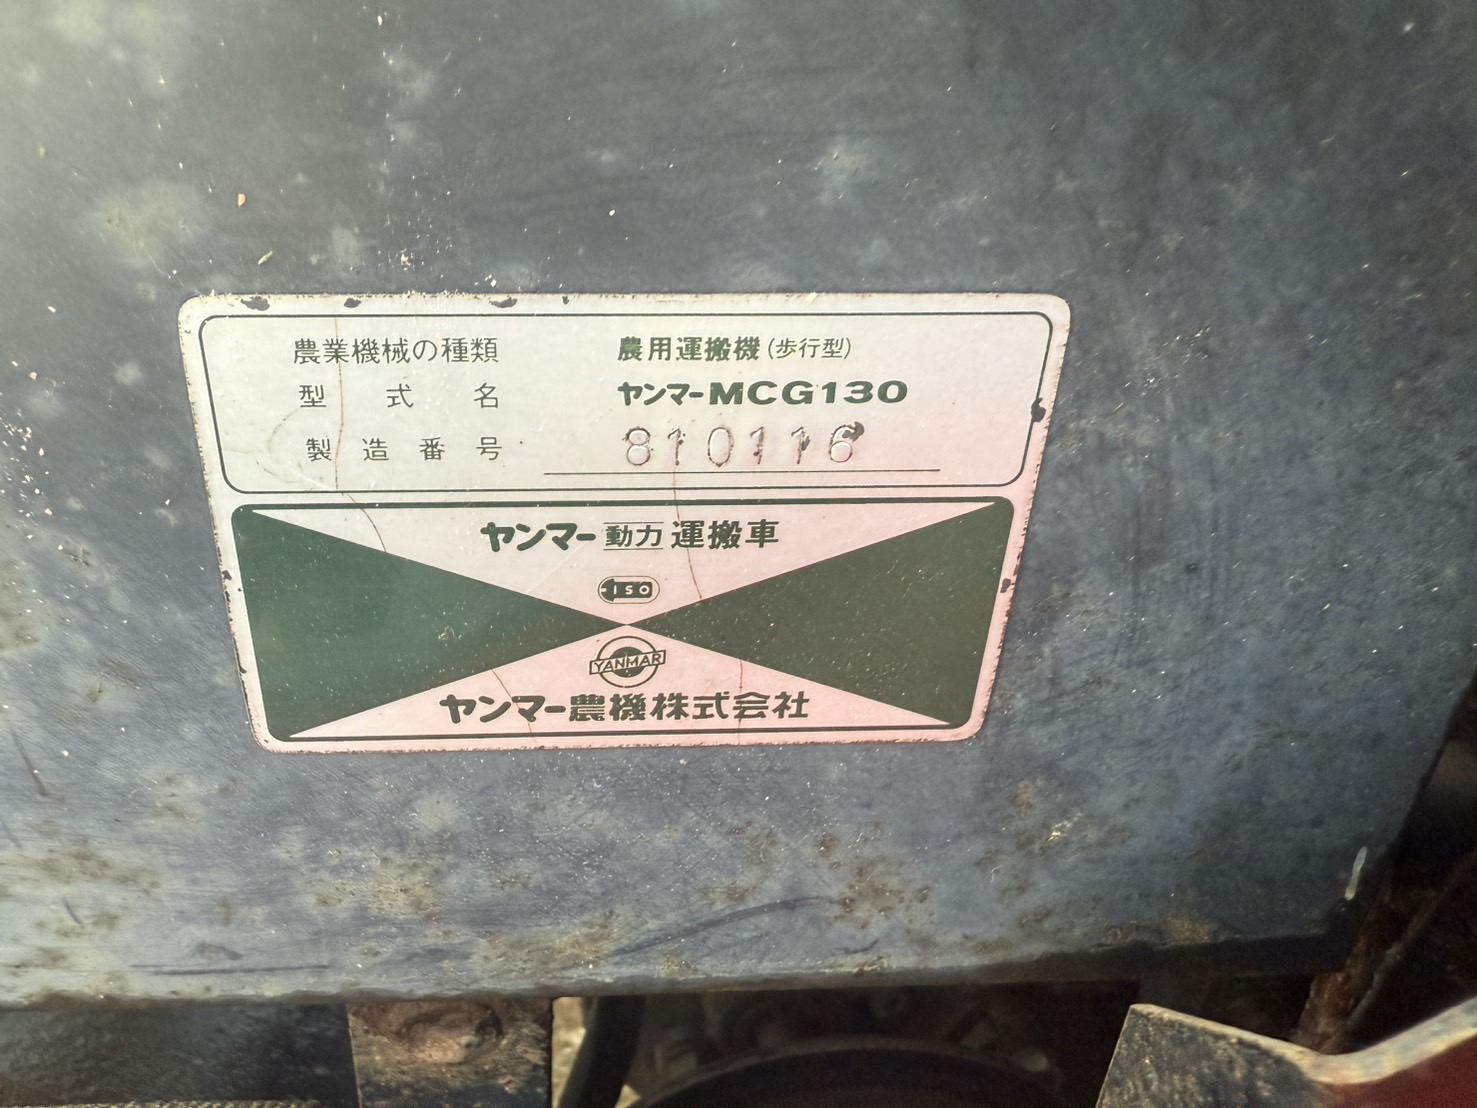 農業機械の種類 農用運搬機(歩行型)
型式名 ヤンマーMCG130
製造番号 810116
ヤンマー動力運搬車
ISO
YANMAR
ヤンマー農機株式会社